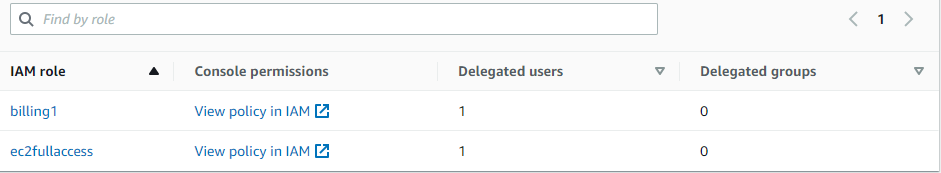 Find by role
1
IAM role Console permissions Delegated users Delegated groups
billing1 View policy in IAM 1 0
ec2fullaccess View policy in IAM 1 0